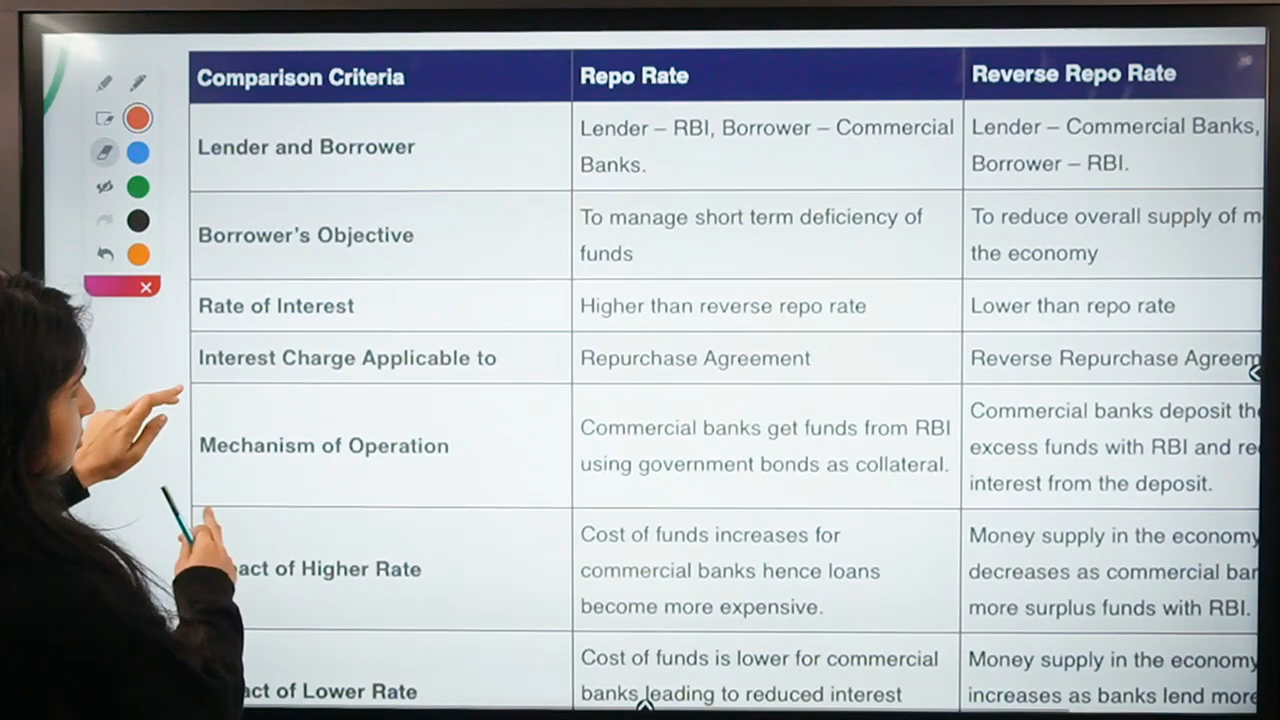 Comparison Criteria
Repo Rate
Reverse Repo Rate
Lender and Borrower
Lender – RBI, Borrower – Commercial
Banks.
Lender – Commercial Banks,
Borrower – RBI.
Borrower's Objective
To manage short term deficiency of
funds
To reduce overall supply of
the economy
Rate of Interest
Higher than reverse repo rate
Lower than repo rate
Interest Charge Applicable to
Repurchase Agreement
Reverse Repurchase
Mechanism of Operation
Commercial banks get funds from RBI
using government bonds as collateral.
Commercial banks deposit
excess funds with RBI and
interest from the deposit.
of Higher Rate
Cost of funds increases for
commercial banks hence loans
become more expensive.
Money supply in the economy
decreases as commercial
more surplus funds with RBI.
of Lower Rate
Cost of funds is lower for commercial
banks leading to reduced interest
Money supply in the economy
increases as banks lend more